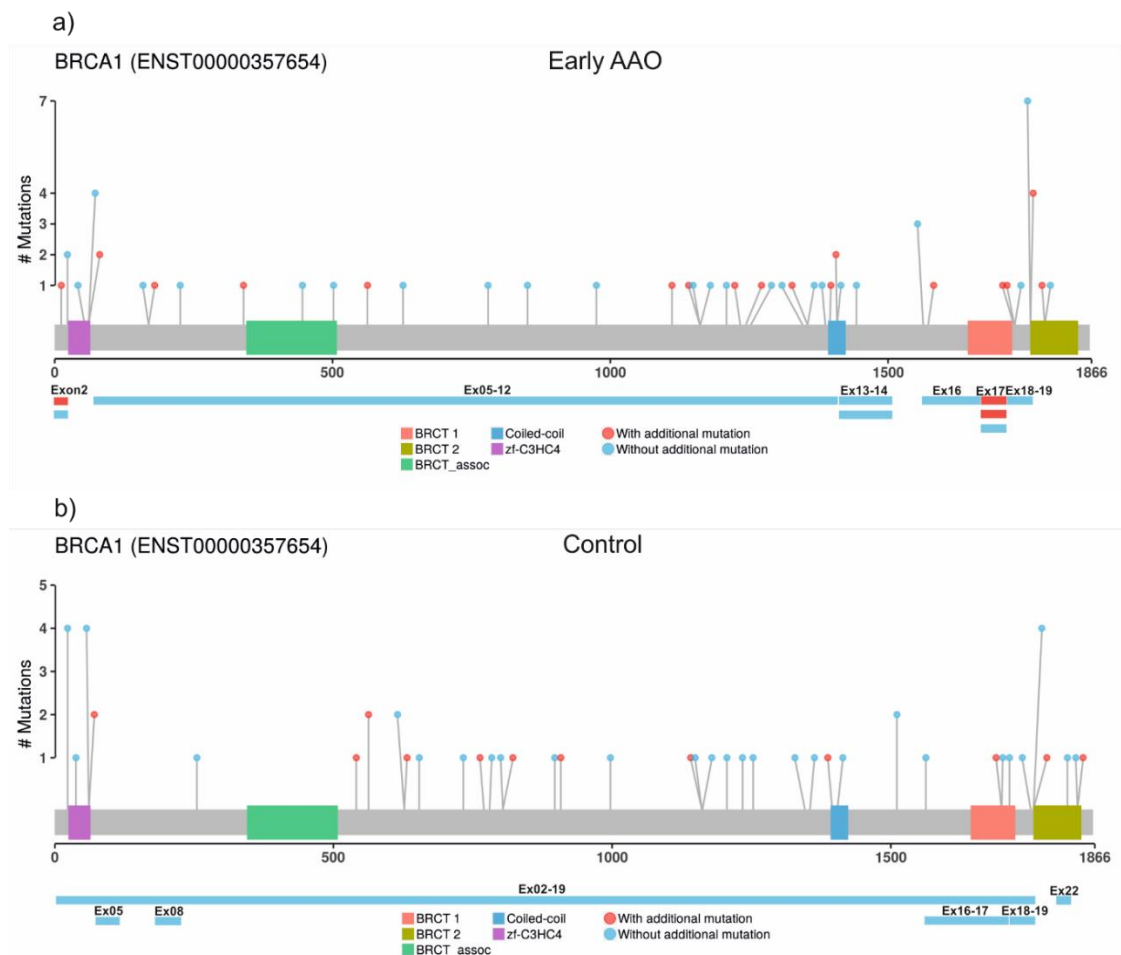 a)
BRCA1 (ENST00000357654) Early AAO
7
4
3
2
1
# Mutations
0 500 1000 1500 1866
Exon2 Ex05-12 Ex13-14 Ex16 Ex17 Ex18-19
BRCT 1 Coiled-coil With additional mutation
BRCT 2 zf-C3HC4 Without additional mutation
BRCT_assoc
b)
BRCA1 (ENST00000357654) Control
5
4
3
2
1
# Mutations
0 500 1000 1500 1866
Ex02-19 Ex22
Ex05 Ex08 Ex16-17 Ex18-19
BRCT 1 Coiled-coil With additional mutation
BRCT 2 zf-C3HC4 Without additional mutation
BRCT_assoc